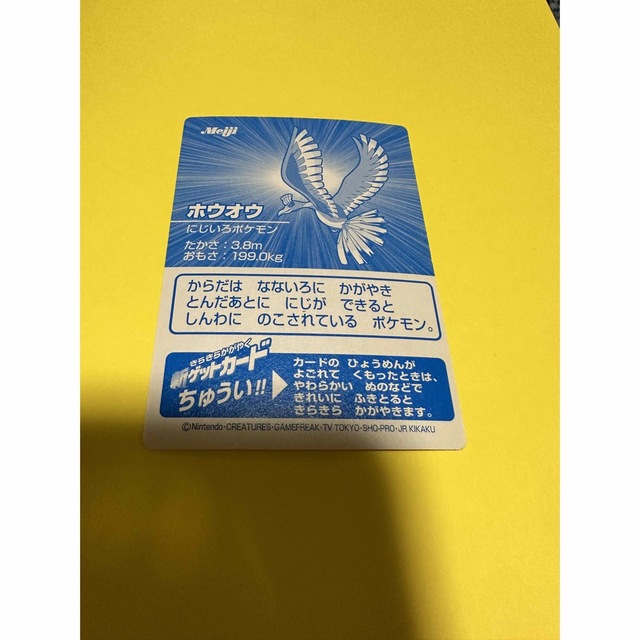 Meiji
ホウオウ
にじいろポケモン
たかさ：3.8m
おもさ：199.0kg
からだは　なないろに　かがやき
とんだあとに　にじが　できると
しんわに　のこされている　ポケモン。
きらきらかがやく
新ゲットカード
ちゅうい!!
カードの　ひょうめんが
よごれて　くもったときは、
やわらかい　ぬのなどで
きれいに　ふきとると
きらきら　かがやきます。
©Nintendo・CREATURES・GAMEFREAK・TV TOKYO・SHO-PRO・JR KIKAKU